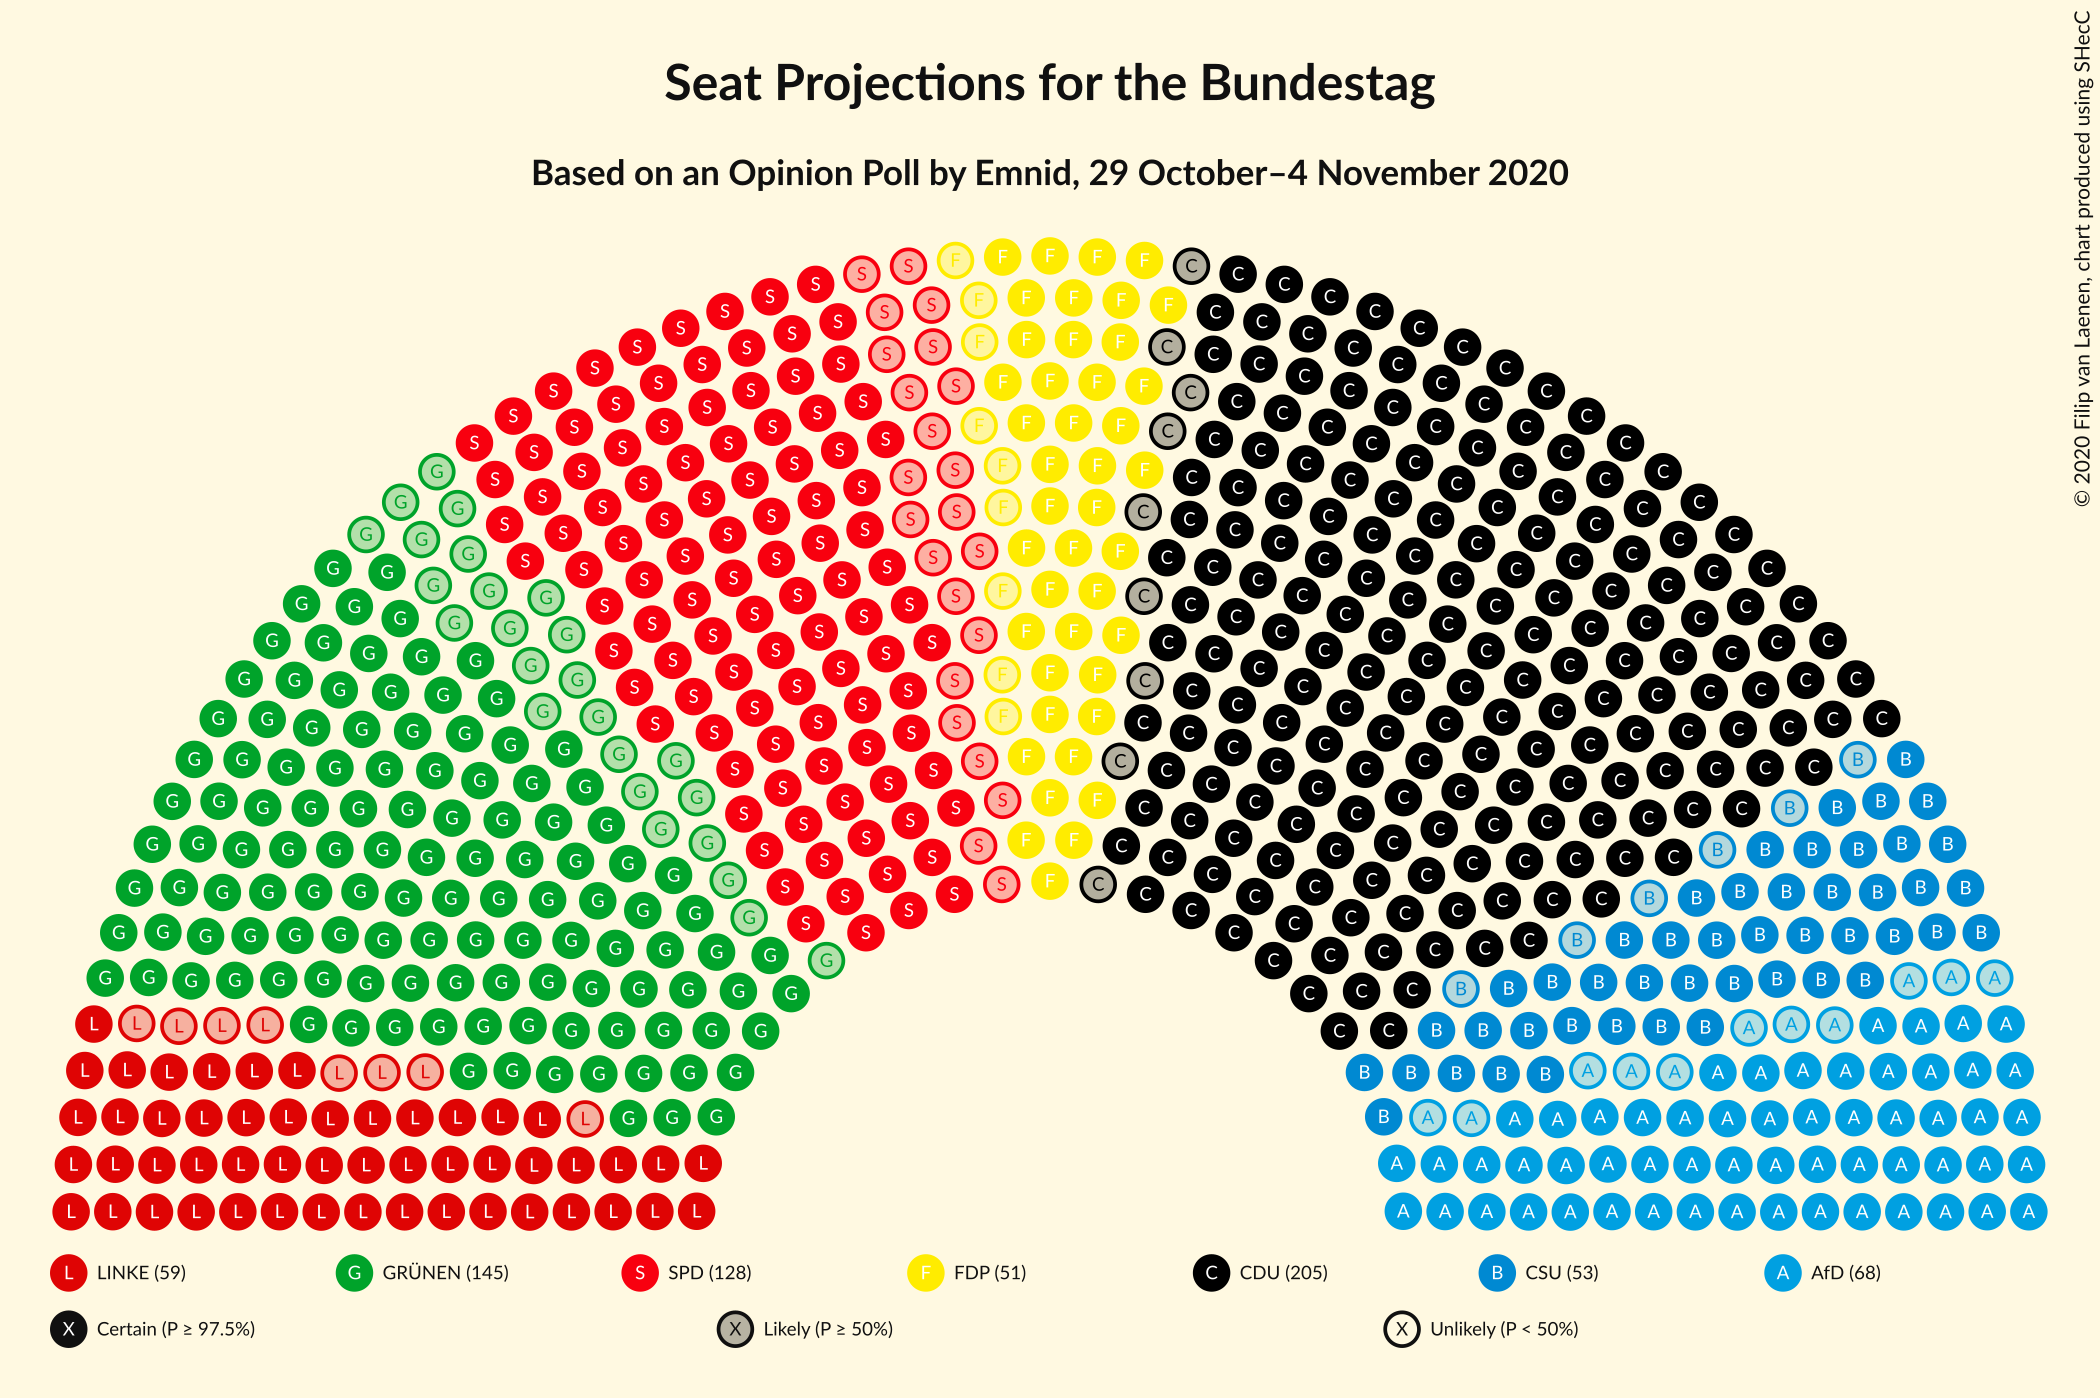 Seat Projections for the Bundestag
Based on an Opinion Poll by Emnid, 29 October–4 November 2020
© 2020 Filip van Laenen, chart produced using SHecC
L LINKE (59)
G GRÜNEN (145)
S SPD (128)
F FDP (51)
C CDU (205)
B CSU (53)
A AfD (68)
X Certain (P ≥ 97.5%)
X Likely (P ≥ 50%)
X Unlikely (P < 50%)